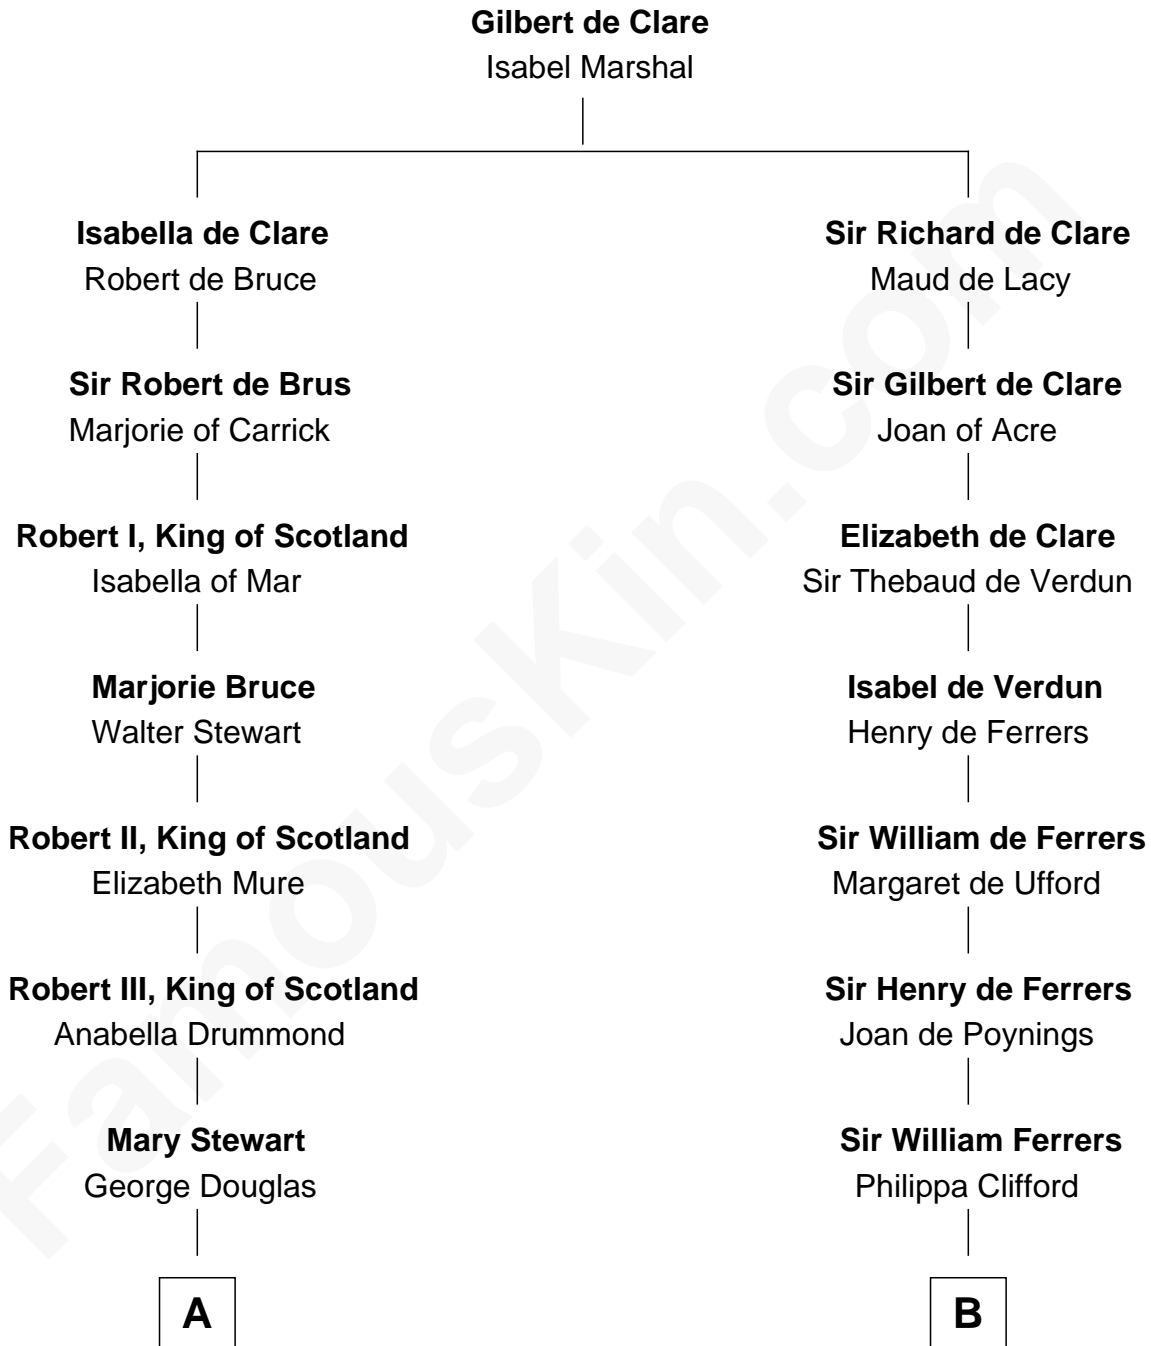 Gilbert de Clare
Isabel Marshal
Isabella de Clare
Robert de Bruce
Sir Richard de Clare
Maud de Lacy
Sir Robert de Brus
Marjorie of Carrick
Sir Gilbert de Clare
Joan of Acre
Robert I, King of Scotland
Isabella of Mar
Elizabeth de Clare
Sir Thebaud de Verdun
Marjorie Bruce
Walter Stewart
Isabel de Verdun
Henry de Ferrers
Robert II, King of Scotland
Elizabeth Mure
Sir William de Ferrers
Margaret de Ufford
Robert III, King of Scotland
Anabella Drummond
Sir Henry de Ferrers
Joan de Poynings
Mary Stewart
George Douglas
Sir William Ferrers
Philippa Clifford
A
B
FamousKin.com